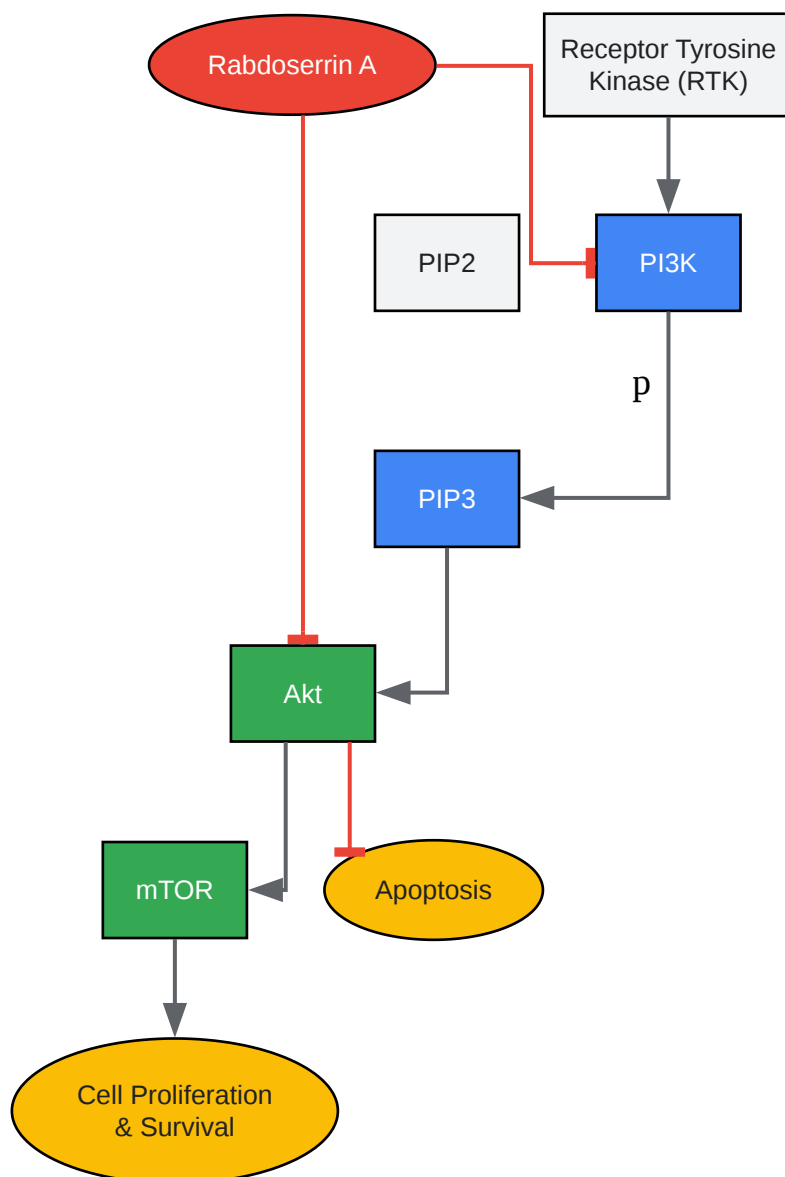 Rabdoserrin A
Receptor Tyrosine
Kinase (RTK)
PIP2
PI3K
p
PIP3
Akt
mTOR
Apoptosis
Cell Proliferation
& Survival